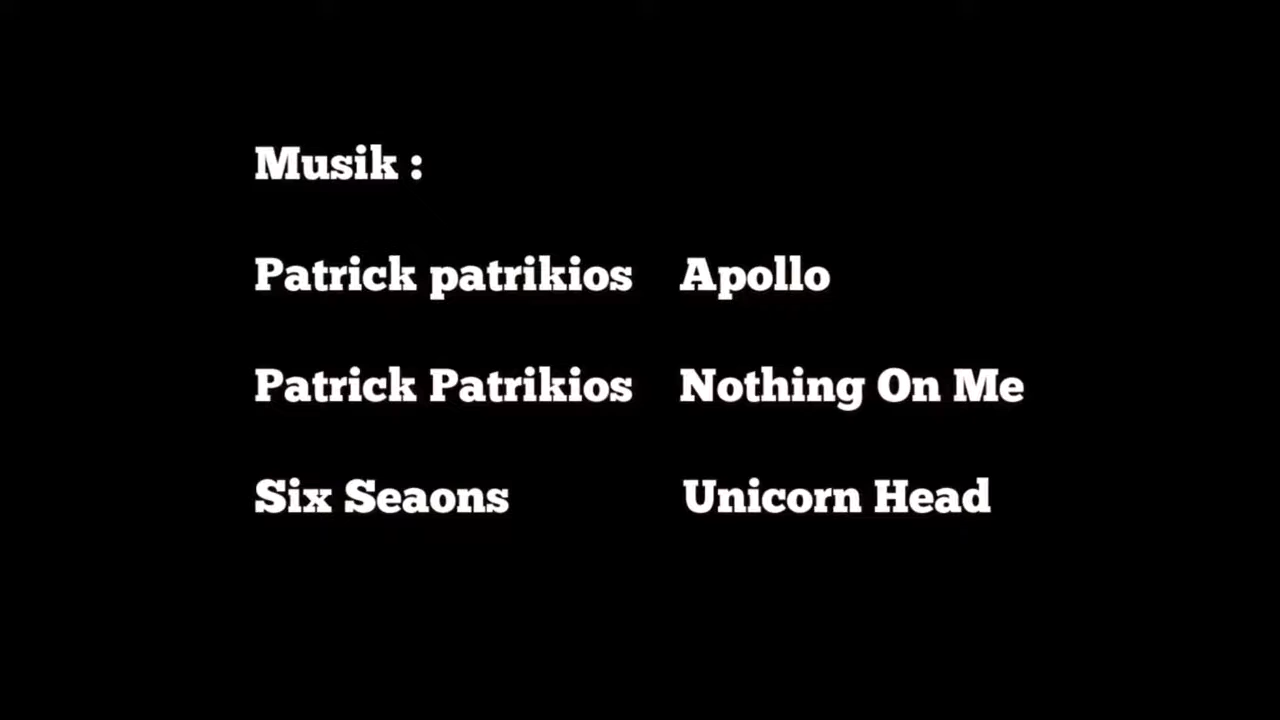 Musik :
Patrick patrikios Apollo
Patrick Patrikios Nothing On Me
Six Seaons Unicorn Head